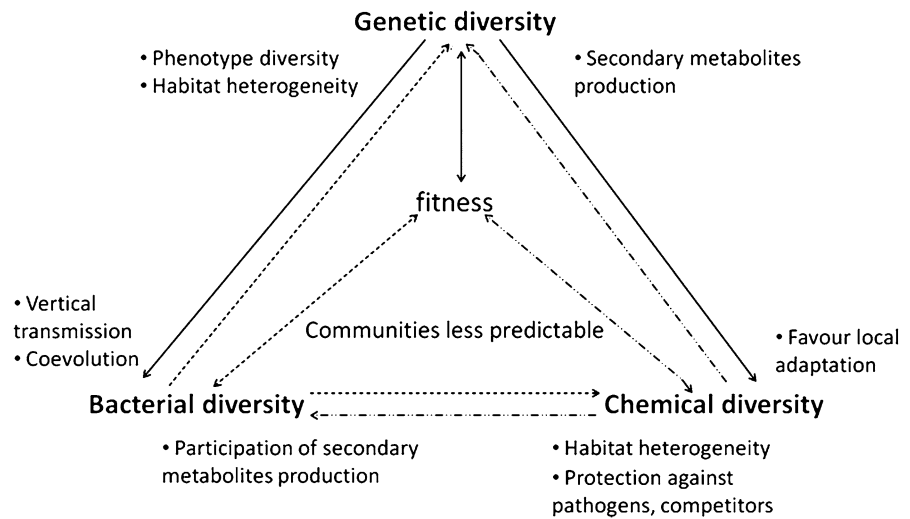 Genetic diversity
• Phenotype diversity
• Habitat heterogeneity
• Secondary metabolites
production
fitness
• Vertical
transmission
• Coevolution
Communities less predictable
• Favour local
adaptation
Bacterial diversity
Chemical diversity
• Participation of secondary
metabolites production
• Habitat heterogeneity
• Protection against
pathogens, competitors